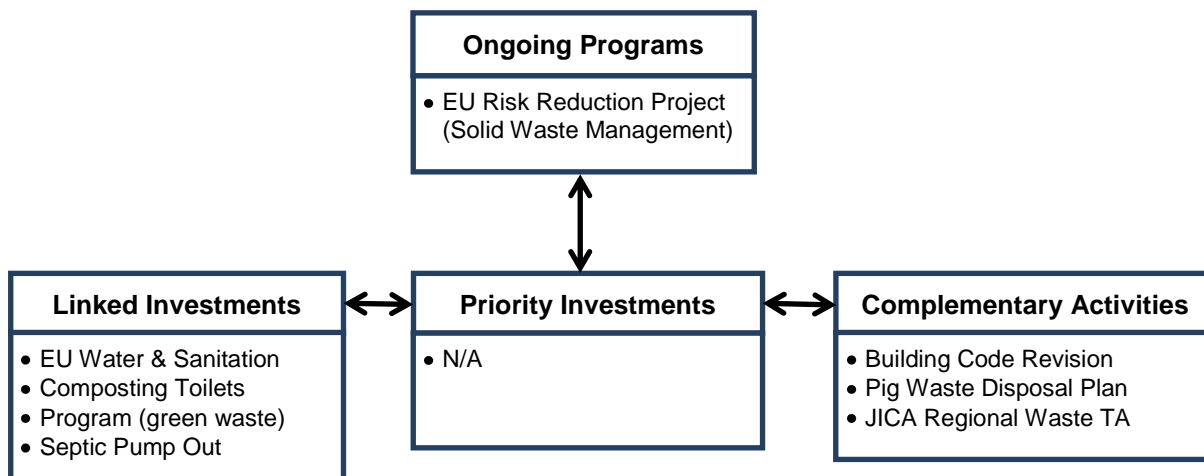 Ongoing Programs
• EU Risk Reduction Project
(Solid Waste Management)
Linked Investments
• EU Water & Sanitation
• Composting Toilets
• Program (green waste)
• Septic Pump Out
Priority Investments
• N/A
Complementary Activities
• Building Code Revision
• Pig Waste Disposal Plan
• JICA Regional Waste TA